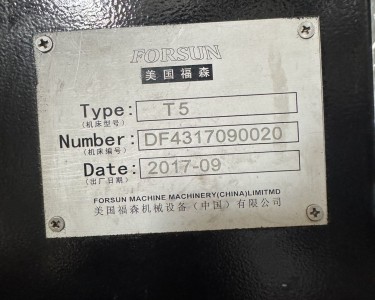 FORSUN
美国福森
Type: T5
(机床型号)
Number: DF4317090020
(机床编号)
Date: 2017-09
(出厂日期)
FORSUN MACHINE MACHINERY(CHINA)LIMITMD
美国福森机械设备（中国）有限公司